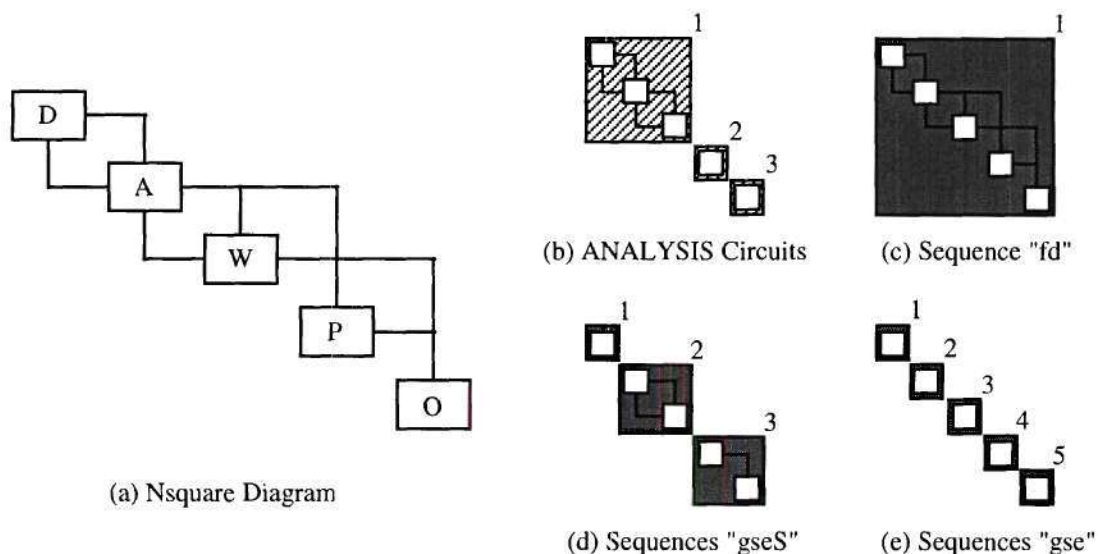 D
A
W
P
O
(a) Nsquare Diagram
1
2
3
(b) ANALYSIS Circuits
1
(c) Sequence "fd"
1
2
3
(d) Sequences "gseS"
1
2
3
4
5
(e) Sequences "gse"